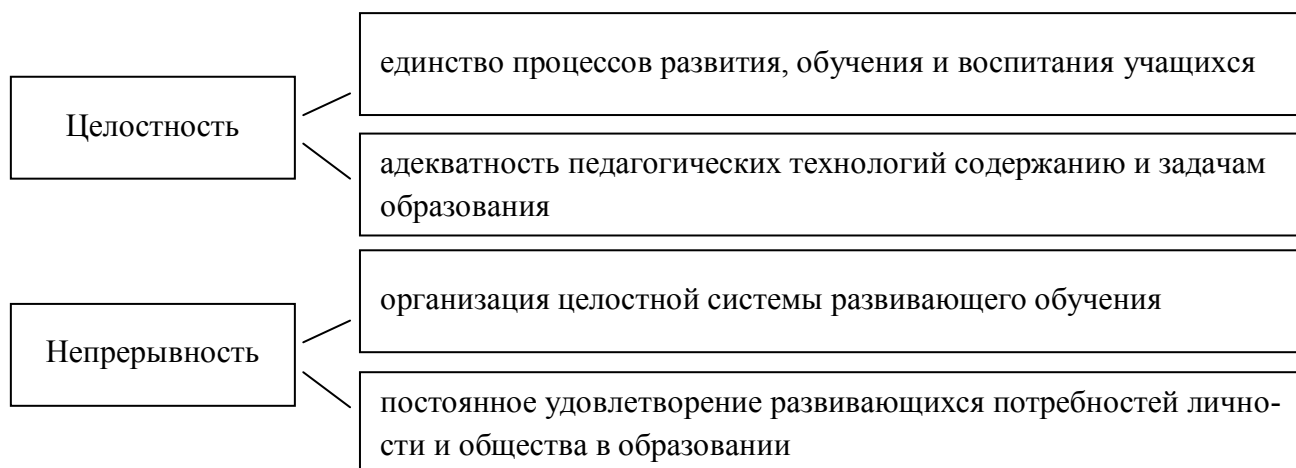 единство процессов развития, обучения и воспитания учащихся
Целостность
адекватность педагогических технологий содержанию и задачам
образования
организация целостной системы развивающего обучения
Непрерывность
постоянное удовлетворение развивающихся потребностей лично-
сти и общества в образовании